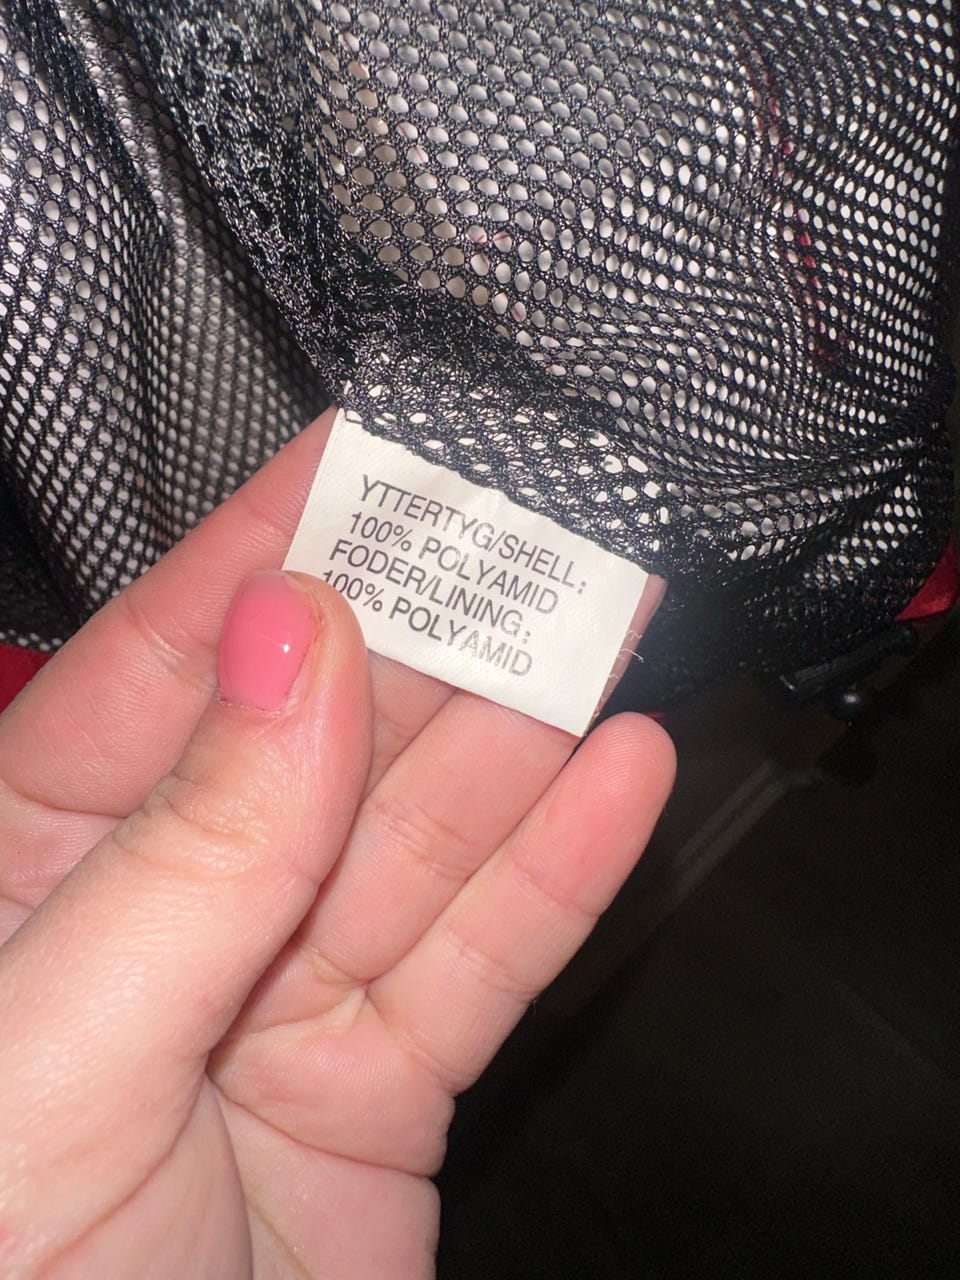 YTTERTYG/SHELL:
100% POLYAMID
FODER/LINING:
100% POLYAMID